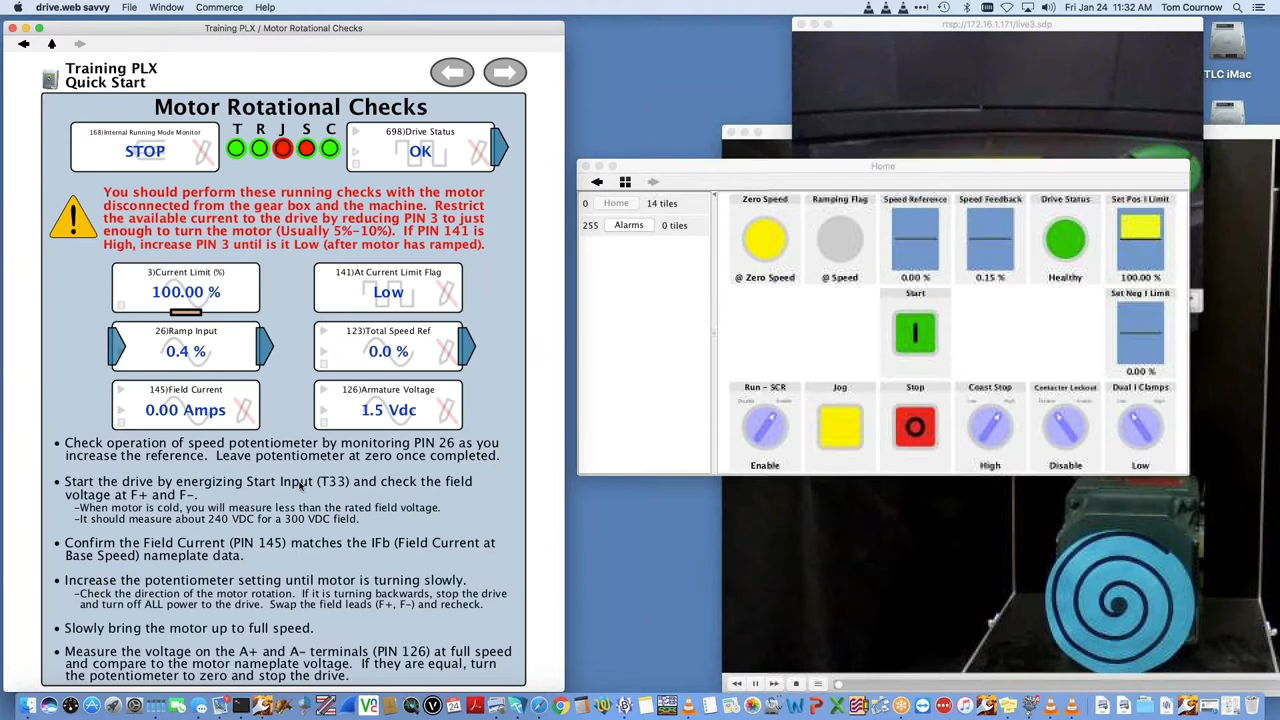 drive.web savvy File Window Commerce Help Fri Jan 24 11:32 AM Tom Cournow
Training PLX / Motor Rotational Checks
Training PLX
Quick Start
Motor Rotational Checks
168)Internal Running Mode Monitor
STOP
T R J S C
698)Drive Status
OK
You should perform these running checks with the motor
disconnected from the gear box and the machine. Restrict
the available current to the drive by reducing PIN 3 to just
enough to turn the motor (Usually 5%-10%). If PIN 141 is
High, increase PIN 3 until is it Low (after motor has ramped).
3)Current Limit (%)
100.00 %
141)At Current Limit Flag
Low
26)Ramp Input
0.4 %
123)Total Speed Ref
0.0 %
145)Field Current
0.00 Amps
126)Armature Voltage
1.5 Vdc
• Check operation of speed potentiometer by monitoring PIN 26 as you
increase the reference. Leave potentiometer at zero once completed.
• Start the drive by energizing Start Input (T33) and check the field
voltage at F+ and F-.
-When motor is cold, you will measure less than the rated field voltage.
-It should measure about 240 VDC for a 300 VDC field.
• Confirm the Field Current (PIN 145) matches the IFb (Field Current at
Base Speed) nameplate data.
• Increase the potentiometer setting until motor is turning slowly.
-Check the direction of the motor rotation. If it is turning backwards, stop the drive
and turn off ALL power to the drive. Swap the field leads (F+, F-) and recheck.
• Slowly bring the motor up to full speed.
• Measure the voltage on the A+ and A- terminals (PIN 126) at full speed
and compare to the motor nameplate voltage. If they are equal, turn
the potentiometer to zero and stop the drive.
rtsp://172.16.1.171/live3.sdp
TLC iMac
Home
0 Home 14 tiles
255 Alarms 0 tiles
Zero Speed Ramping Flag Speed Reference Speed Feedback Drive Status Set Pos I Limit
@ Zero Speed @ Speed 0.00 % 0.15 % Healthy 100.00 %
Start Set Neg I Limit
0.00 %
Run - SCR Jog Stop Coast Stop Contactor Lockout Dual I Clamps
Enable High Disable Low